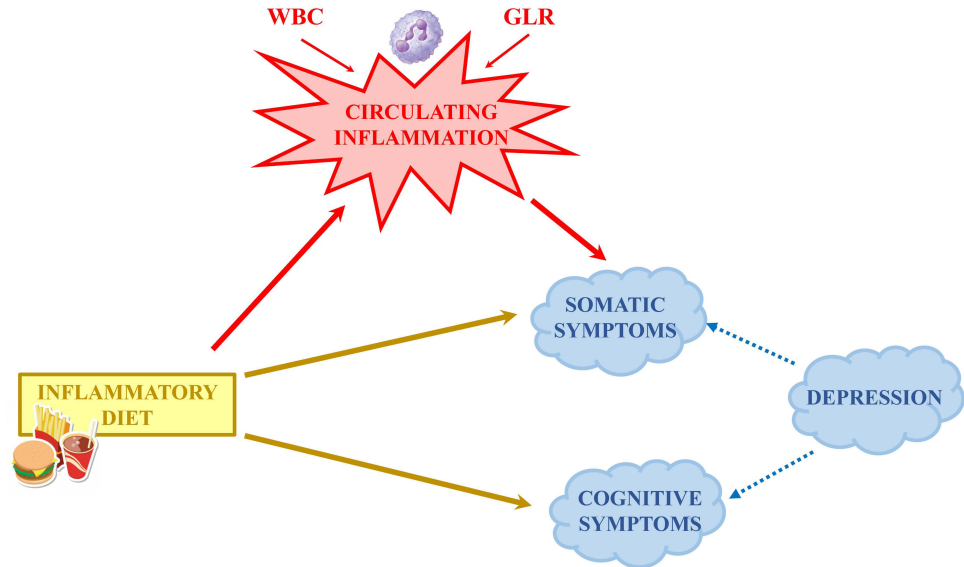 WBC
GLR
CIRCULATING
INFLAMMATION
SOMATIC
SYMPTOMS
INFLAMMATORY
DIET
DEPRESSION
COGNITIVE
SYMPTOMS